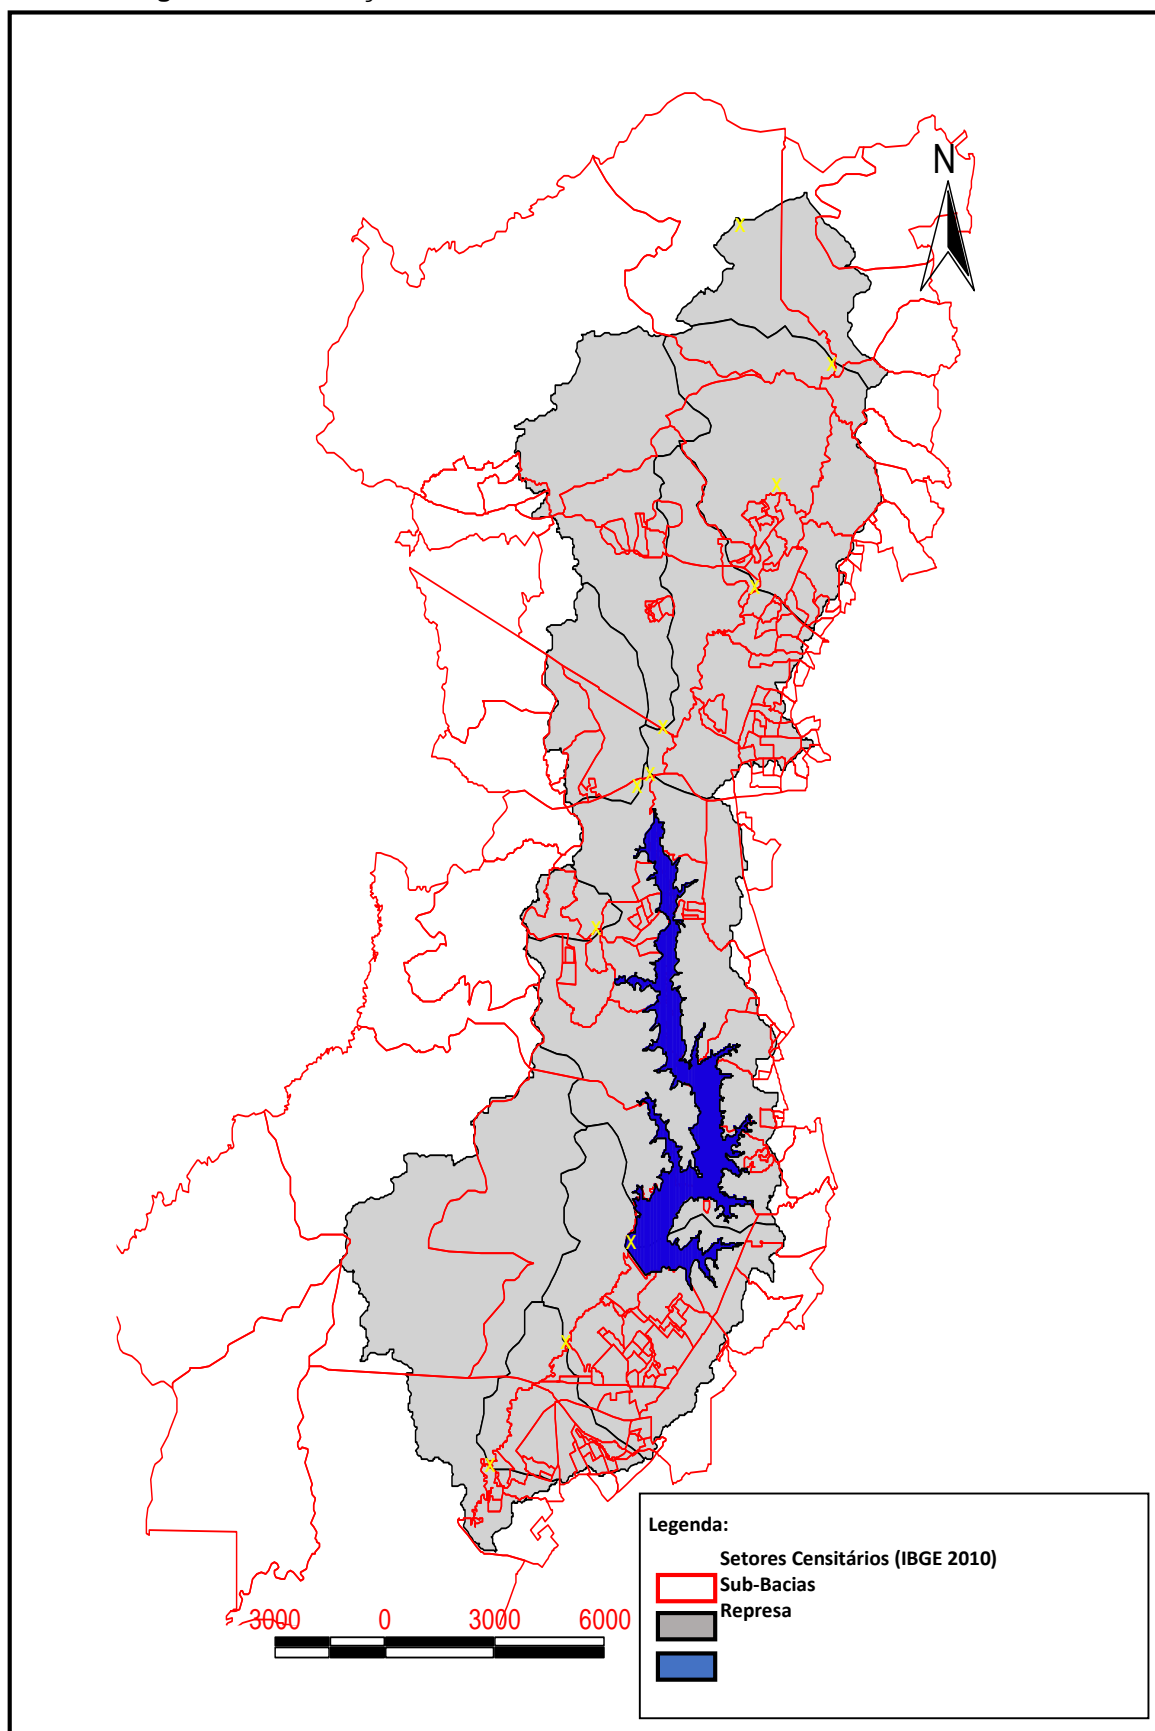 N
X
X
X
X
X
X
X
X
X
X
X
Legenda:
Setores Censitários (IBGE 2010)
Sub-Bacias
Represa
3000 0 3000 6000